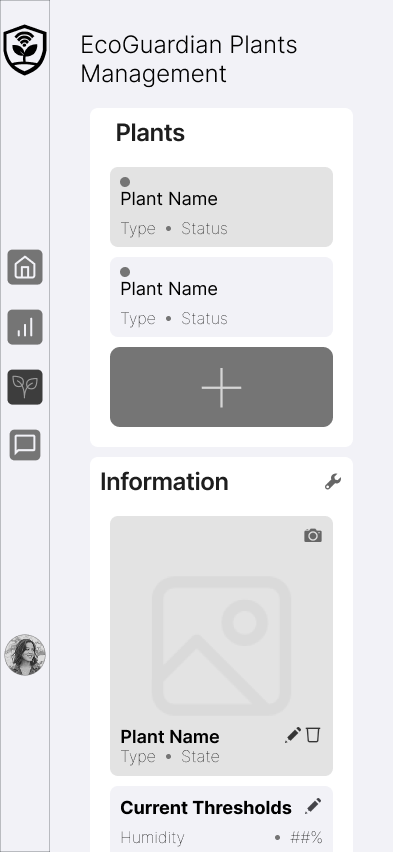 EcoGuardian Plants
Management
Plants
Plant Name
Type • Status
Plant Name
Type • Status
Information
Plant Name
Type • State
Current Thresholds
Humidity • ##%